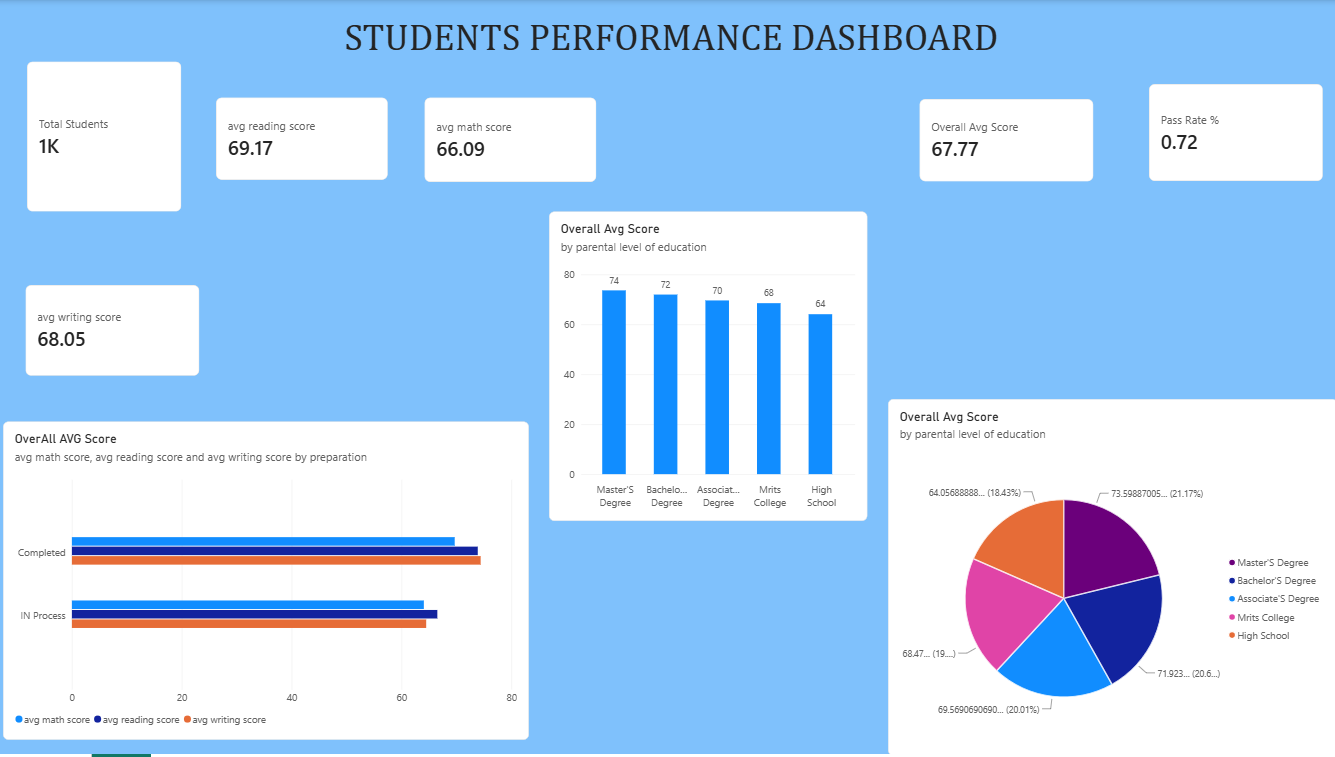 STUDENTS PERFORMANCE DASHBOARD
Total Students
1K
avg reading score
69.17
avg math score
66.09
Overall Avg Score
67.77
Pass Rate %
0.72
avg writing score
68.05
Overall Avg Score
by parental level of education
80
60
40
20
0
74
72
70
68
64
Master'S
Degree
Bachelo...
Degree
Associat...
Degree
Mrits
College
High
School
OverAll AVG Score
avg math score, avg reading score and avg writing score by preparation
Completed
IN Process
0 20 40 60 80
avg math score avg reading score avg writing score
Overall Avg Score
by parental level of education
64.05688888... (18.43%)
73.59887005... (21.17%)
68.47... (19....)
71.923... (20.6...)
69.5690690690... (20.01%)
Master'S Degree
Bachelor'S Degree
Associate'S Degree
Mrits College
High School